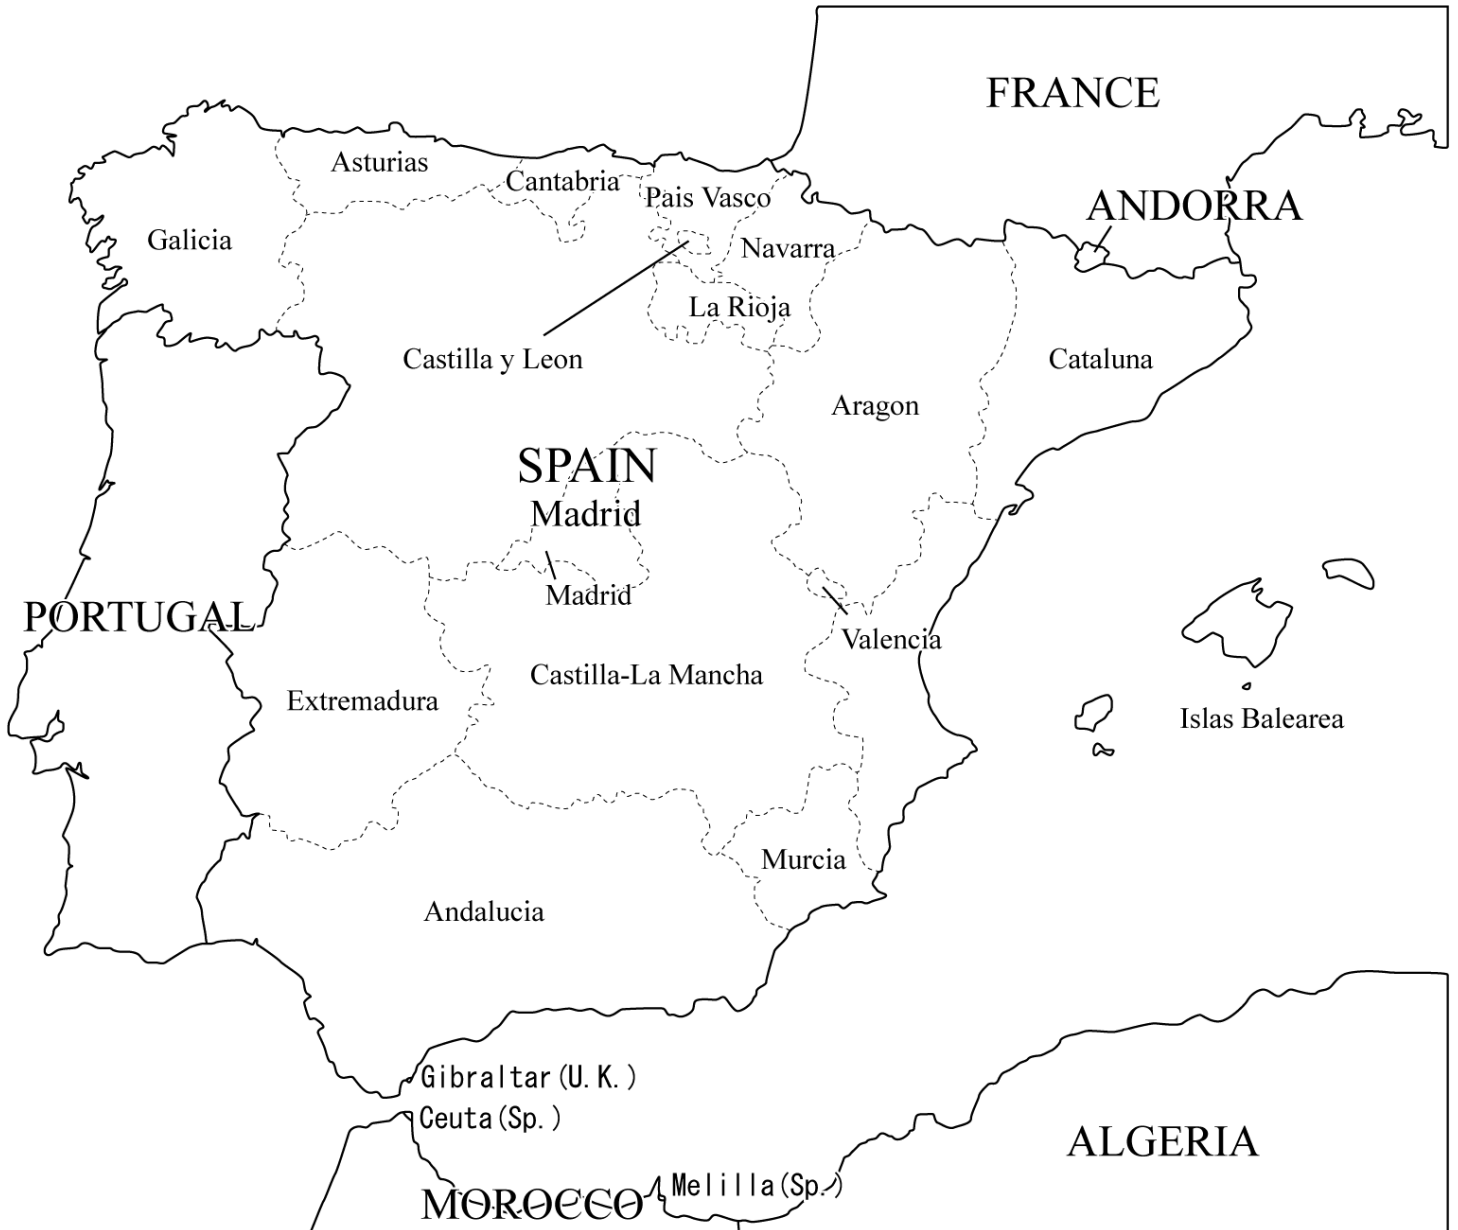 FRANCE
Asturias
Cantabria
Pais Vasco
ANDORRA
Galicia
Navarra
La Rioja
Castilla y Leon
Cataluna
Aragon
SPAIN
Madrid
Madrid
PORTUGAL
Valencia
Castilla-La Mancha
Extremadura
Islas Balearea
Murcia
Andalucia
Gibraltar(U.K.)
Ceuta(Sp.)
ALGERIA
Melilla(Sp.)
MOROCCO